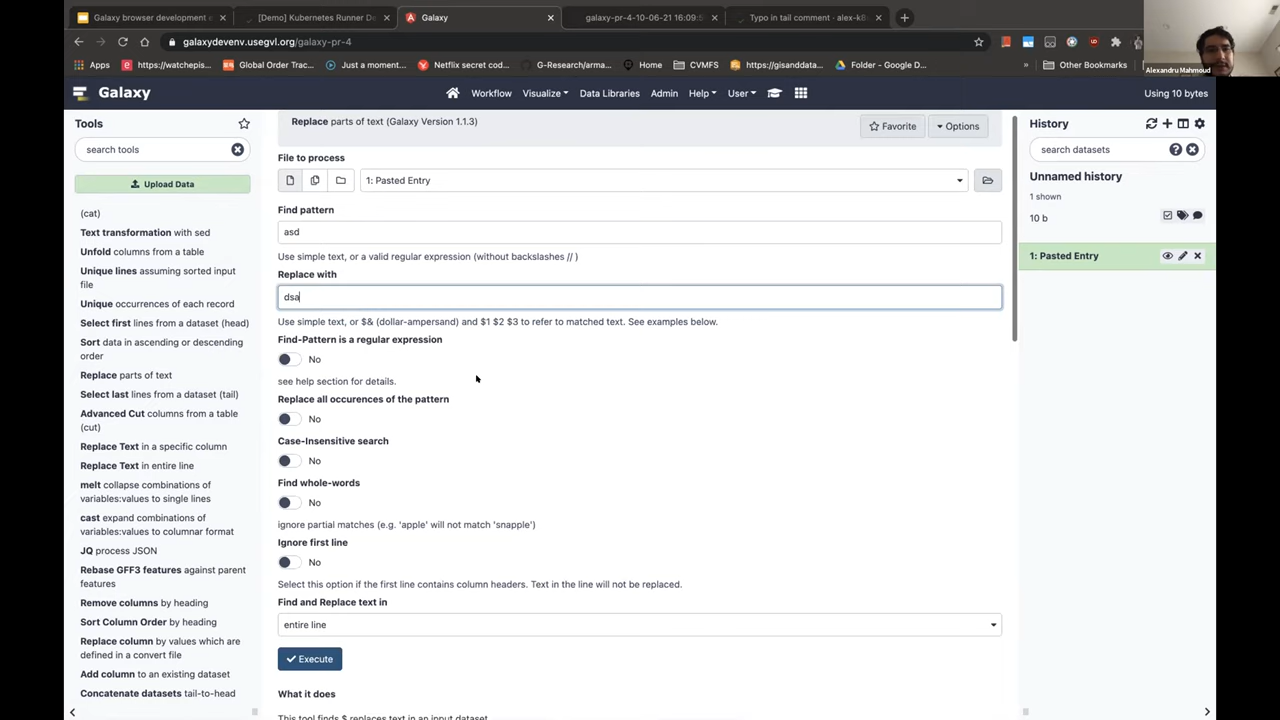 Galaxy browser development e
[Demo] Kubernetes Runner De
Galaxy
galaxy-pr-4-10-06-21 16:09:5
Typo in tail comment · alex-k8
galaxydevenv.usegvl.org/galaxy-pr-4
Alexandru Mahmoud
Apps
https://watchepis...
Global Order Trac...
Just a moment...
Netflix secret cod...
G-Research/arma...
Home
CVMFS
https://gisanddata...
Folder - Google D...
»
Other Bookmarks
Galaxy
Workflow
Visualize
Data Libraries
Admin
Help
User
Using 10 bytes
Tools
search tools
Upload Data
(cat)
Text transformation with sed
Unfold columns from a table
Unique lines assuming sorted input
file
Unique occurrences of each record
Select first lines from a dataset (head)
Sort data in ascending or descending
order
Replace parts of text
Select last lines from a dataset (tail)
Advanced Cut columns from a table
(cut)
Replace Text in a specific column
Replace Text in entire line
melt collapse combinations of
variables:values to single lines
cast expand combinations of
variables:values to columnar format
JQ process JSON
Rebase GFF3 features against parent
features
Remove columns by heading
Sort Column Order by heading
Replace column by values which are
defined in a convert file
Add column to an existing dataset
Concatenate datasets tail-to-head
Replace parts of text (Galaxy Version 1.1.3)
Favorite
Options
File to process
1: Pasted Entry
Find pattern
asd
Use simple text, or a valid regular expression (without backslashes // )
Replace with
dsa
Use simple text, or $& (dollar-ampersand) and $1 $2 $3 to refer to matched text. See examples below.
Find-Pattern is a regular expression
No
see help section for details.
Replace all occurences of the pattern
No
Case-Insensitive search
No
Find whole-words
No
ignore partial matches (e.g. 'apple' will not match 'snapple')
Ignore first line
No
Select this option if the first line contains column headers. Text in the line will not be replaced.
Find and Replace text in
entire line
Execute
What it does
This tool finds $ replaces text in an input dataset
History
search datasets
Unnamed history
1 shown
10 b
1: Pasted Entry